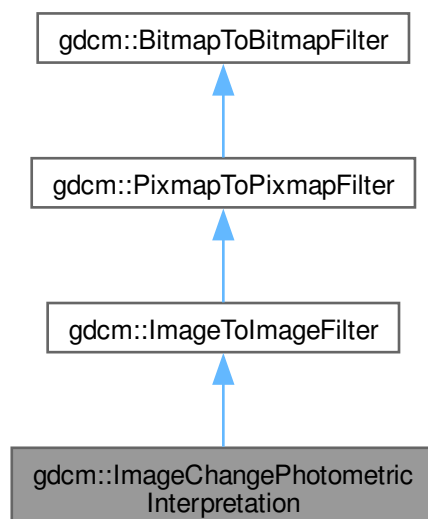 gdcm::BitmapToBitmapFilter
gdcm::PixmapToPixmapFilter
gdcm::ImageToImageFilter
gdcm::ImageChangePhotometric
Interpretation